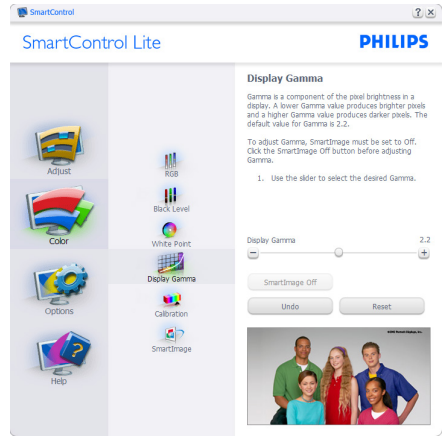 SmartControl
SmartControl Lite
PHILIPS
Adjust
Color
Options
Help
RGB
Black Level
White Point
Display Gamma
Calibration
SmartImage
Display Gamma
Gamma is a component of the pixel brightness in a
display. A lower Gamma value produces brighter pixels
and a higher Gamma value produces darker pixels. The
default value for Gamma is 2.2.
To adjust Gamma, SmartImage must be set to Off.
Click the SmartImage Off button before adjusting
Gamma.
1. Use the slider to select the desired Gamma.
Display Gamma 2.2
SmartImage Off
Undo Reset